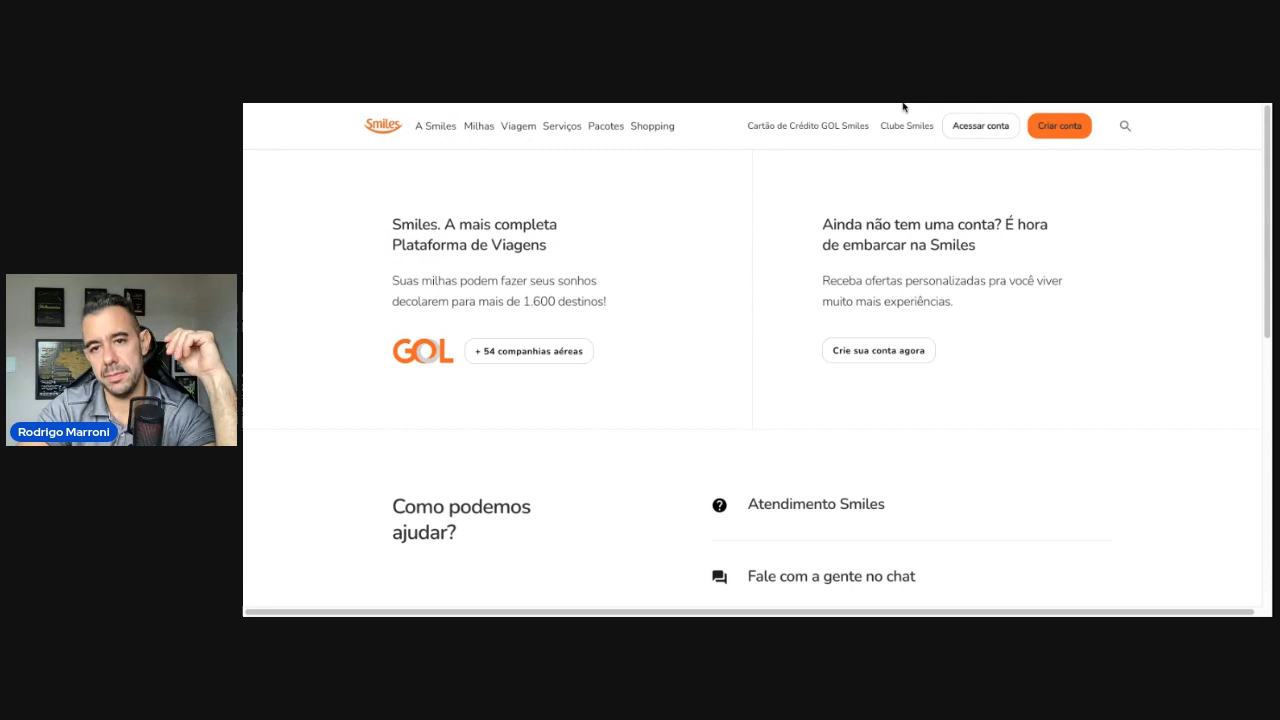 Smiles
A Smiles Milhas Viagem Serviços Pacotes Shopping
Cartão de Crédito GOL Smiles Clube Smiles Acessar conta Criar conta
Smiles. A mais completa
Plataforma de Viagens
Suas milhas podem fazer seus sonhos
decolarem para mais de 1.600 destinos!
GOL + 54 companhias aéreas
Ainda não tem uma conta? É hora
de embarcar na Smiles
Receba ofertas personalizadas pra você viver
muito mais experiências.
Crie sua conta agora
Rodrigo Marroni
Como podemos
ajudar?
Atendimento Smiles
Fale com a gente no chat